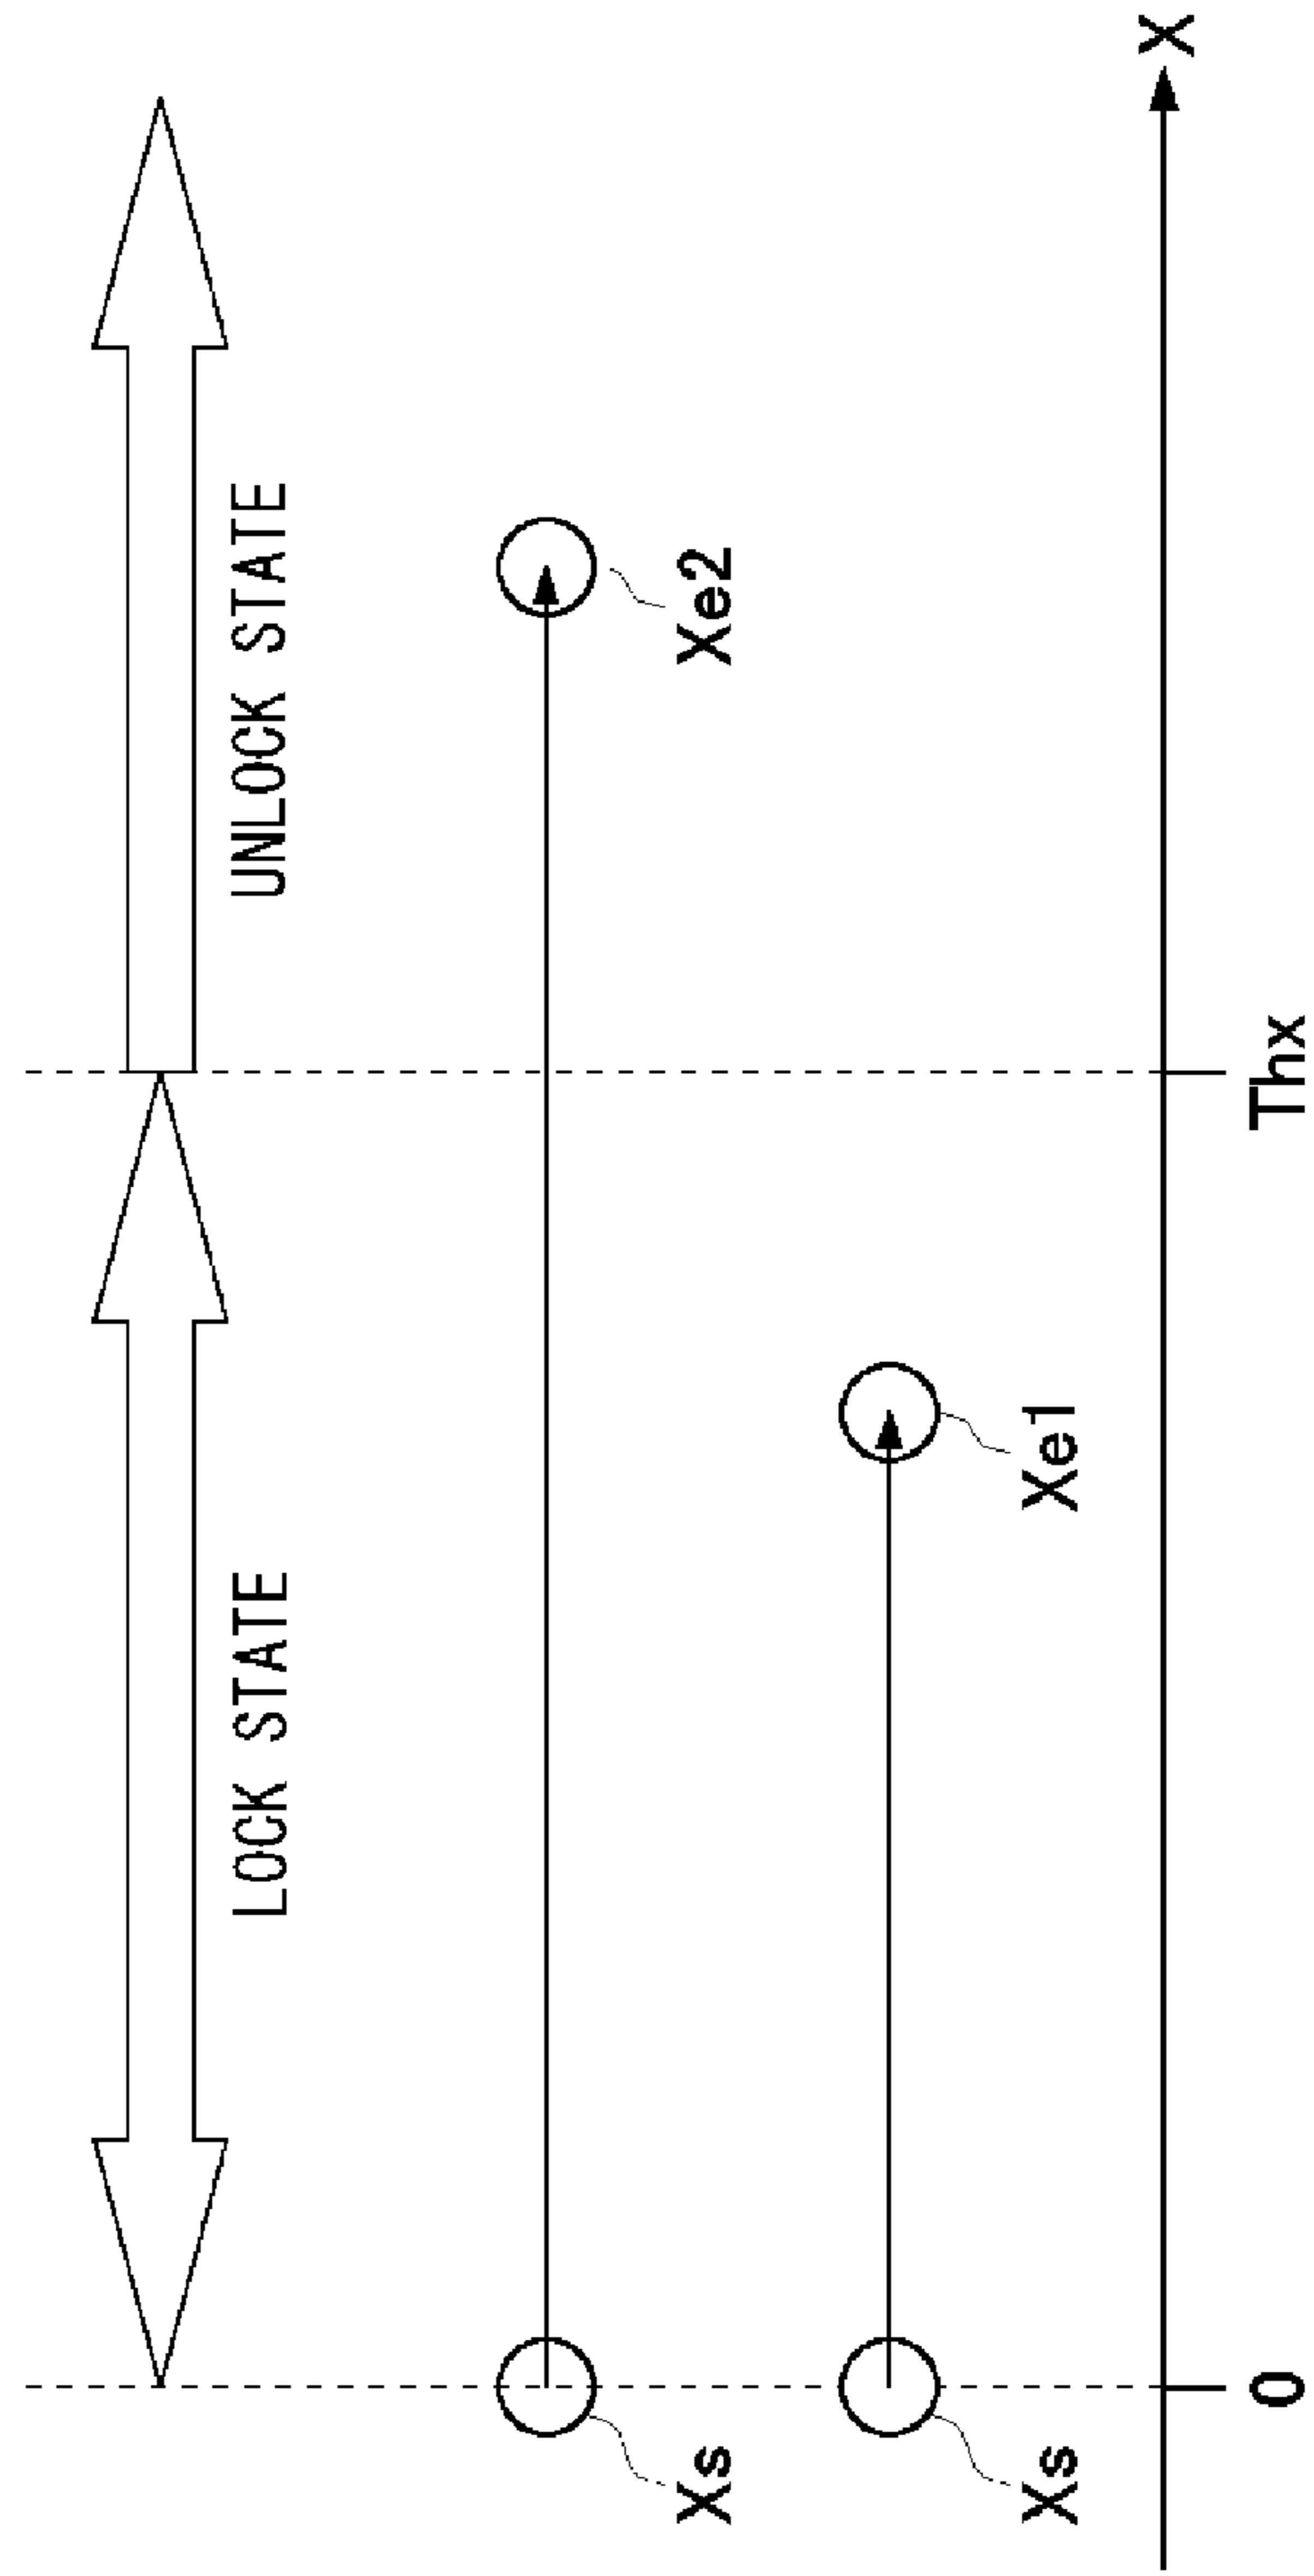 LOCK STATE
UNLOCK STATE
Xs
Xe2
Xs
Xe1
X
0
Thx